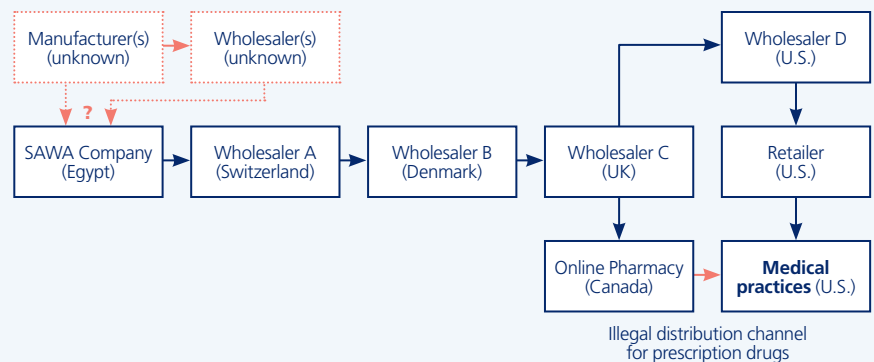 Manufacturer(s)
(unknown)
Wholesaler(s)
(unknown)
Wholesaler D
(U.S.)
?
SAWA Company
(Egypt)
Wholesaler A
(Switzerland)
Wholesaler B
(Denmark)
Wholesaler C
(UK)
Retailer
(U.S.)
Online Pharmacy
(Canada)
Medical
practices (U.S.)
Illegal distribution channel
for prescription drugs